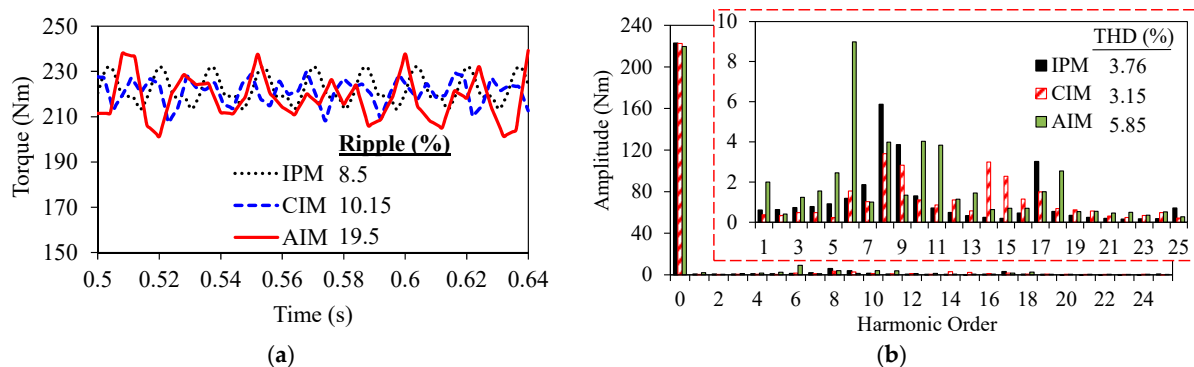 250
230
210
190
170
150
Torque (Nm)
Ripple (%)
IPM 8.5
CIM 10.15
AIM 19.5
0.5 0.52 0.54 0.56 0.58 0.6 0.62 0.64
Time (s)
(a)
240
200
160
120
80
40
0
Amplitude (Nm)
10
8
6
4
2
0
THD (%)
IPM 3.76
CIM 3.15
AIM 5.85
1 3 5 7 9 11 13 15 17 19 21 23 25
0 2 4 6 8 10 12 14 16 18 20 22 24
Harmonic Order
(b)